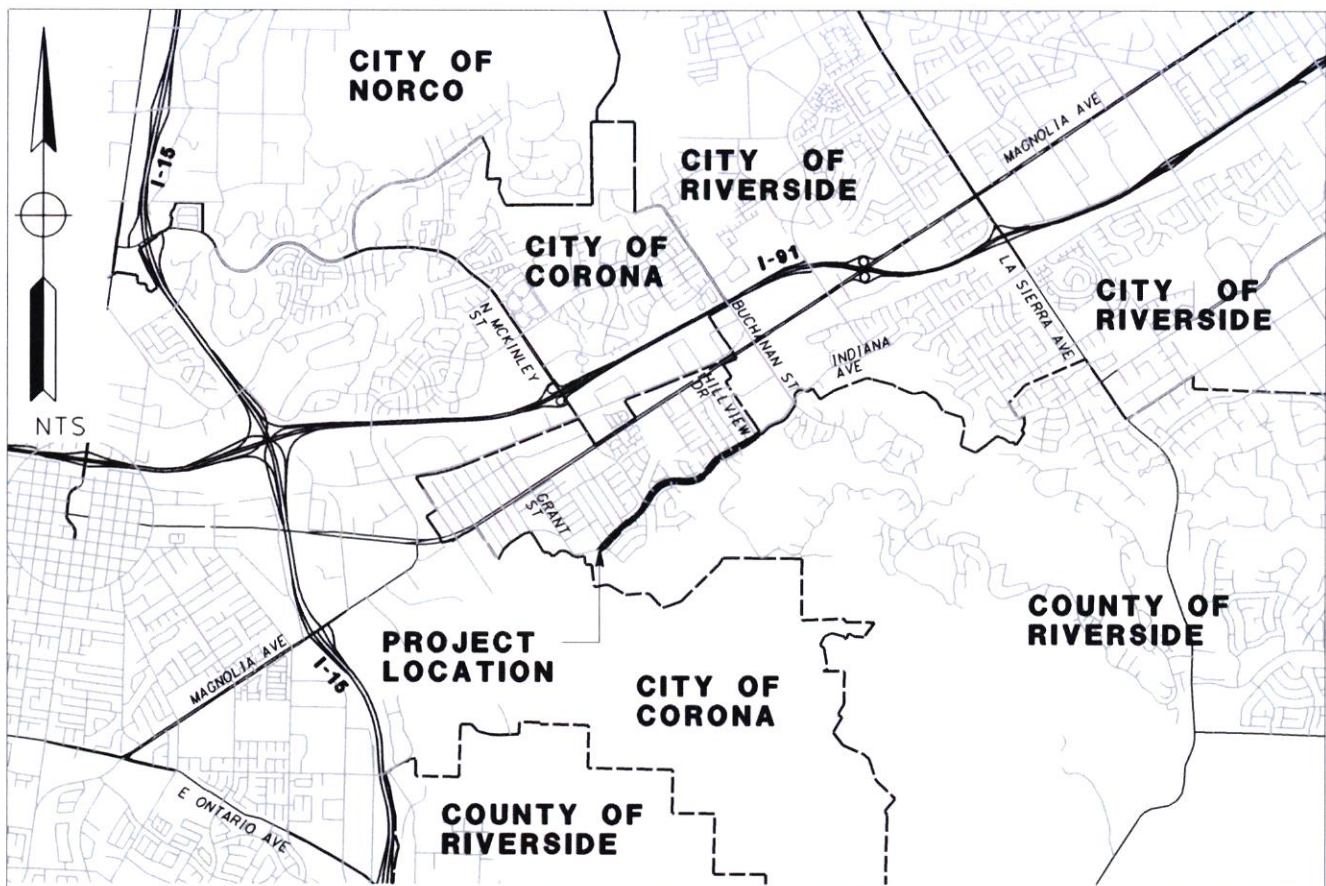 CITY OF
NORCO
I-15
CITY OF
RIVERSIDE
MAGNOLIA AVE
CITY OF
CORONA
I-91
N MCKINLEY
ST
BUCHANAN ST
LA SIERRA AVE
CITY OF
RIVERSIDE
INDIANA
AVE
HILLVIEW
DR
NTS
GRANT
ST
PROJECT
LOCATION
COUNTY OF
RIVERSIDE
MAGNOLIA AVE
I-15
CITY OF
CORONA
E ONTARIO AVE
COUNTY OF
RIVERSIDE